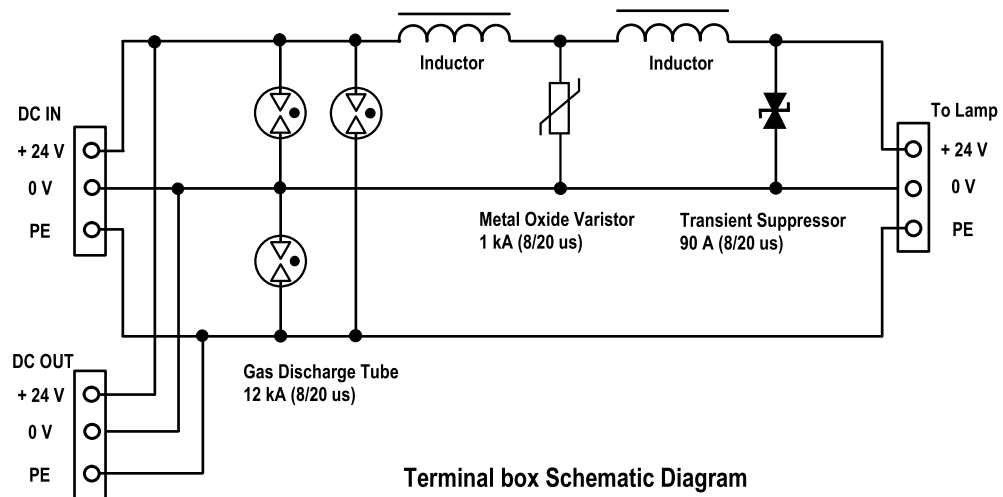 Inductor
Inductor
DC IN
+ 24 V
0 V
PE
To Lamp
+ 24 V
0 V
PE
Metal Oxide Varistor
1 kA (8/20 us)
Transient Suppressor
90 A (8/20 us)
DC OUT
+ 24 V
0 V
PE
Gas Discharge Tube
12 kA (8/20 us)
Terminal box Schematic Diagram